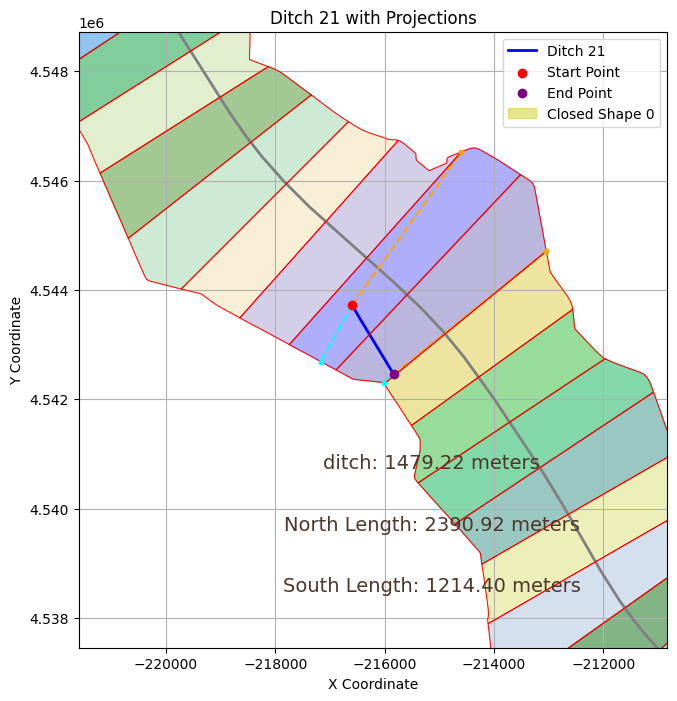 Ditch 21 with Projections
1e6
Ditch 21
Start Point
End Point
Closed Shape 0
4.548
4.546
4.544
4.542
4.540
4.538
Y Coordinate
ditch: 1479.22 meters
North Length: 2390.92 meters
South Length: 1214.40 meters
−220000
−218000
−216000
−214000
−212000
X Coordinate